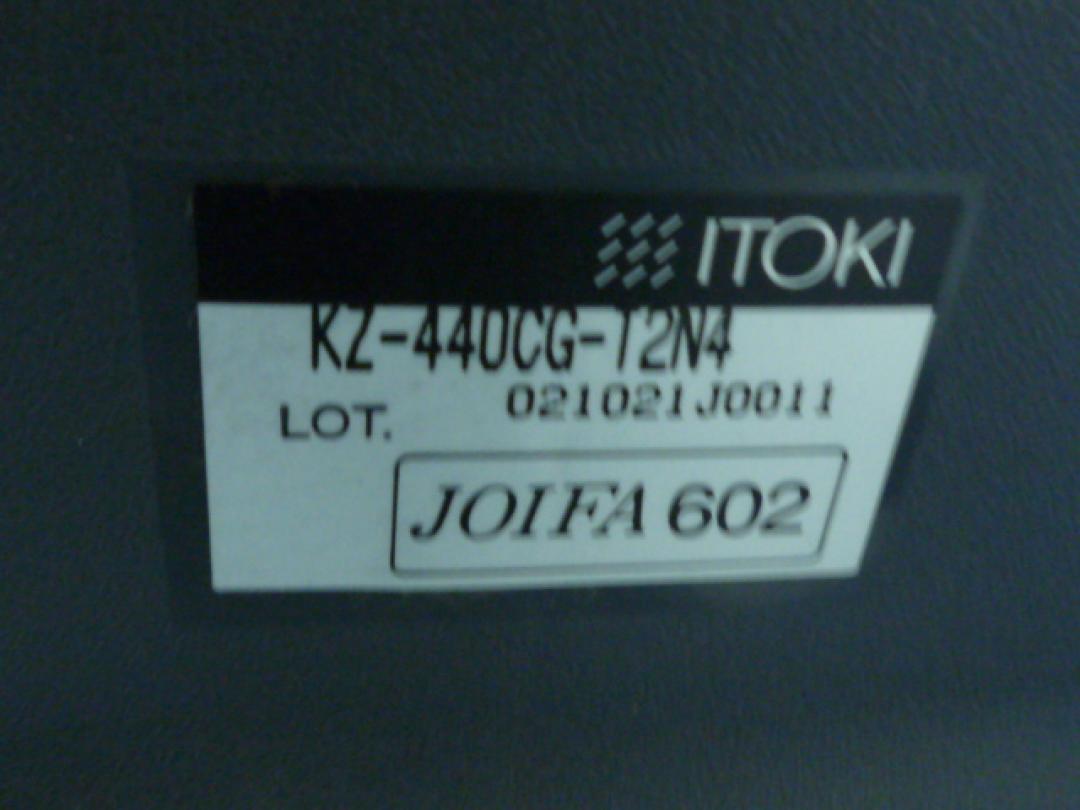 ITOKI
KZ-440CG-T2N4
021021J0011
LOT.
JOIFA 602